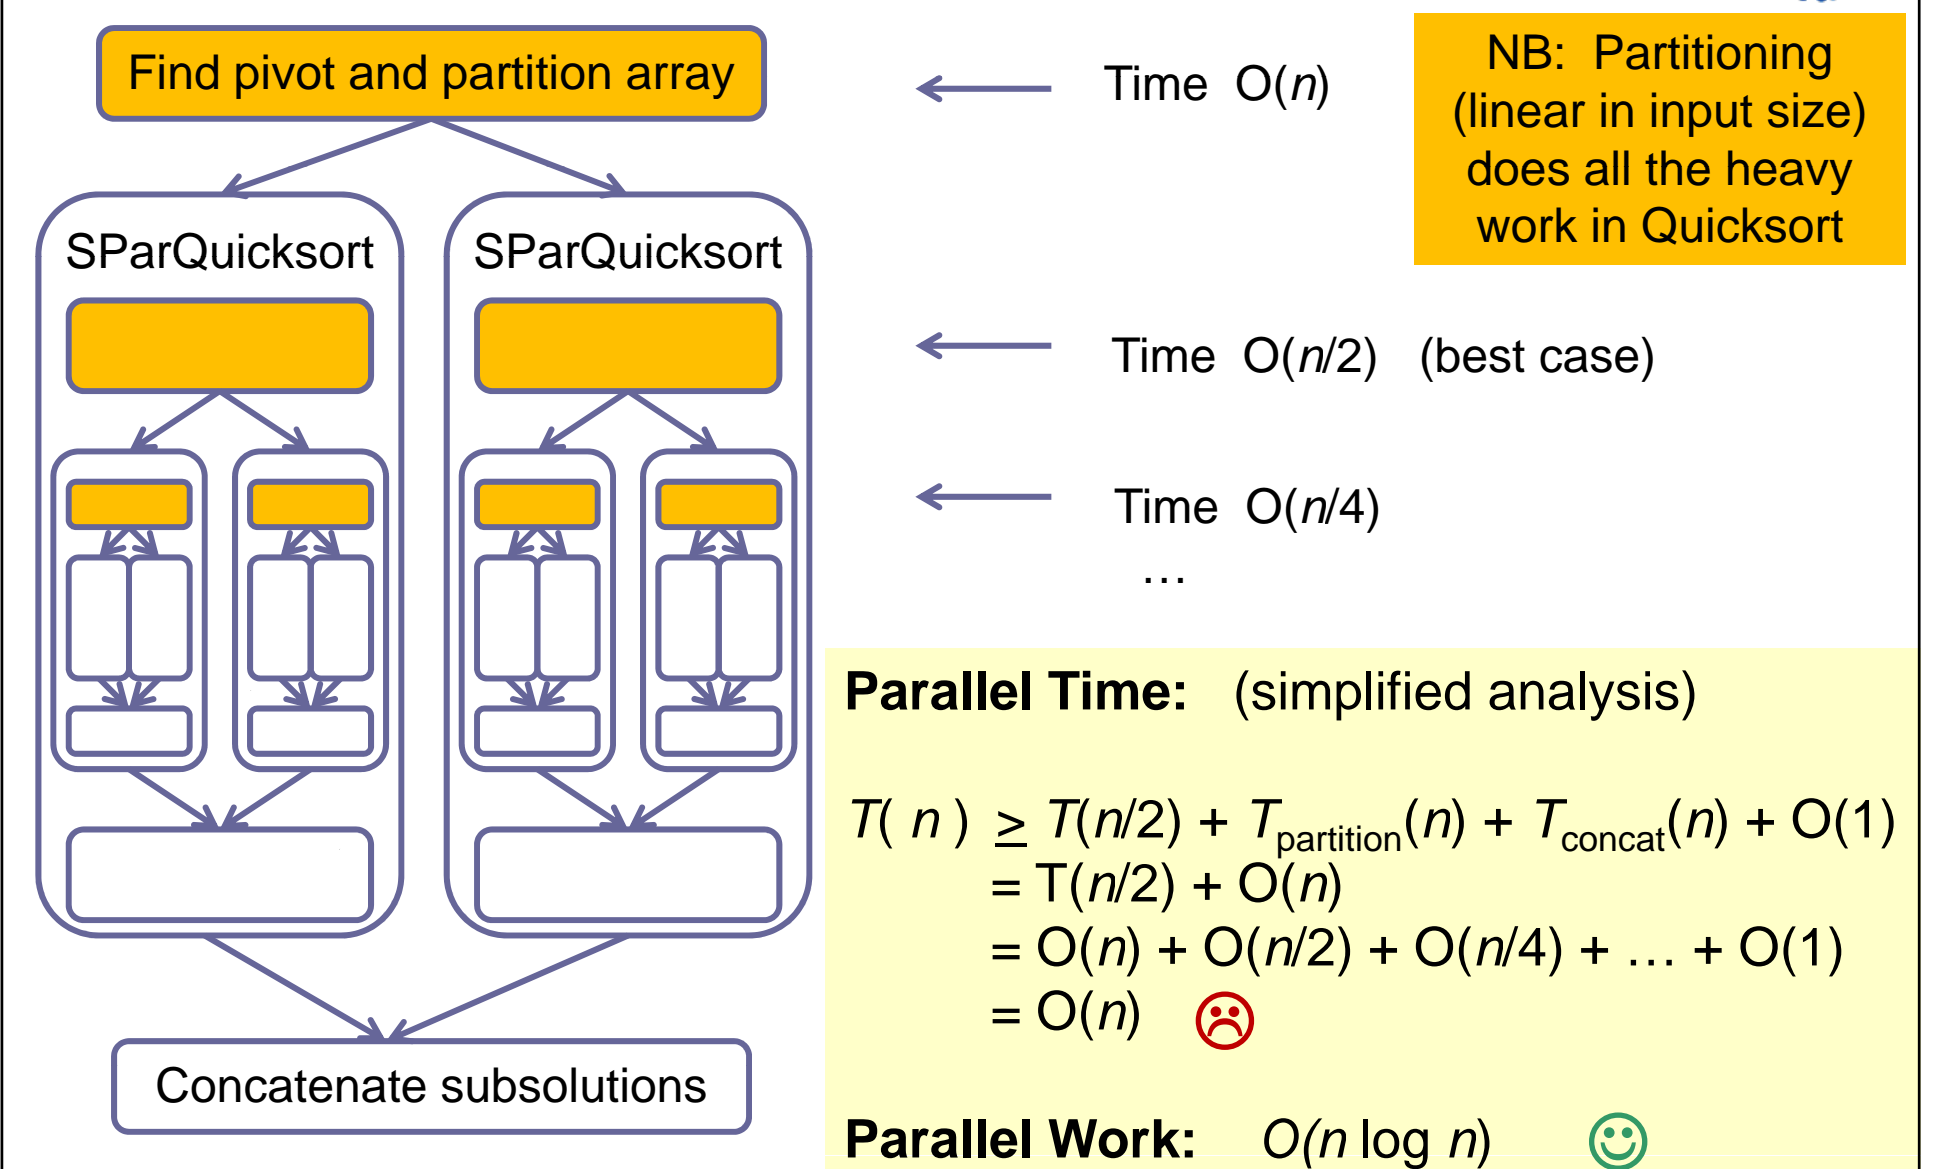 Find pivot and partition array
Time O(n)
NB: Partitioning
(linear in input size)
does all the heavy
work in Quicksort
SParQuicksort
SParQuicksort
Time O(n/2) (best case)
Time O(n/4)
…
Parallel Time: (simplified analysis)
T( n ) ≥ T(n/2) + Tpartition(n) + Tconcat(n) + O(1)
= T(n/2) + O(n)
= O(n) + O(n/2) + O(n/4) + … + O(1)
= O(n) ☹
Concatenate subsolutions
Parallel Work: O(n log n) ☺